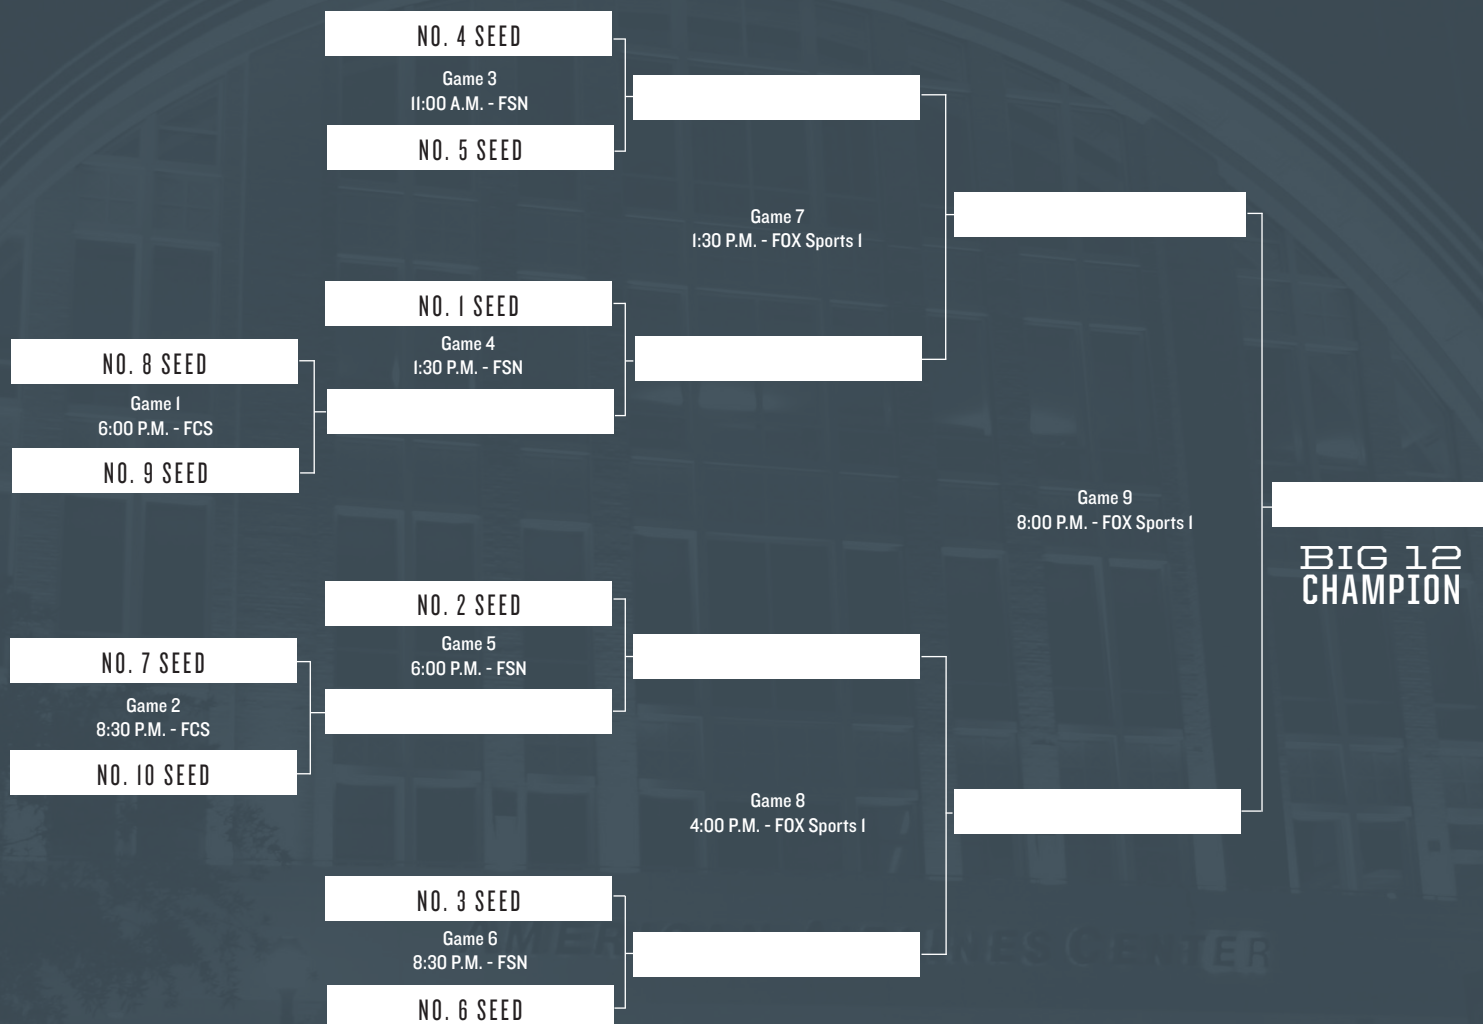 NO. 4 SEED
Game 3
11:00 A.M. - FSN
NO. 5 SEED
Game 7
1:30 P.M. - FOX Sports 1
NO. 1 SEED
Game 4
1:30 P.M. - FSN
NO. 8 SEED
Game 1
6:00 P.M. - FCS
NO. 9 SEED
Game 9
8:00 P.M. - FOX Sports 1
BIG 12
CHAMPION
NO. 2 SEED
Game 5
6:00 P.M. - FSN
NO. 7 SEED
Game 2
8:30 P.M. - FCS
NO. 10 SEED
Game 8
4:00 P.M. - FOX Sports 1
NO. 3 SEED
Game 6
8:30 P.M. - FSN
NO. 6 SEED
CENTER